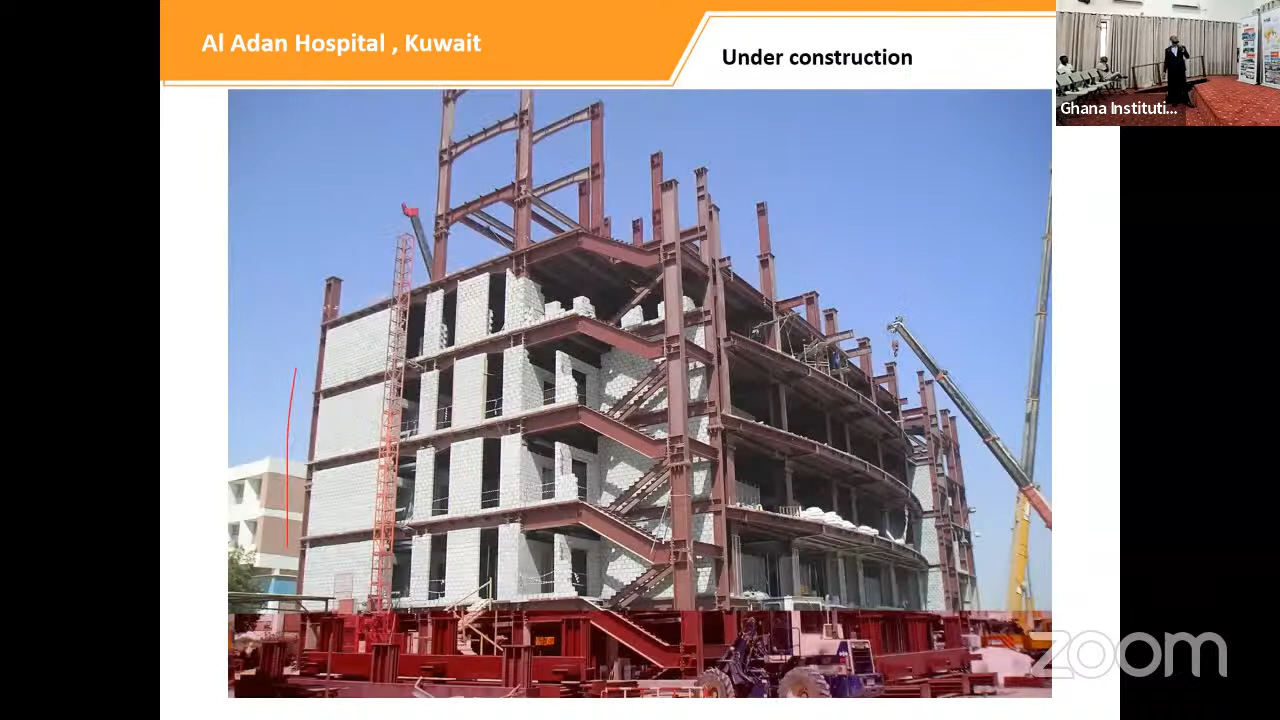 Al Adan Hospital , Kuwait
Under construction
Ghana Instituti...
zoom